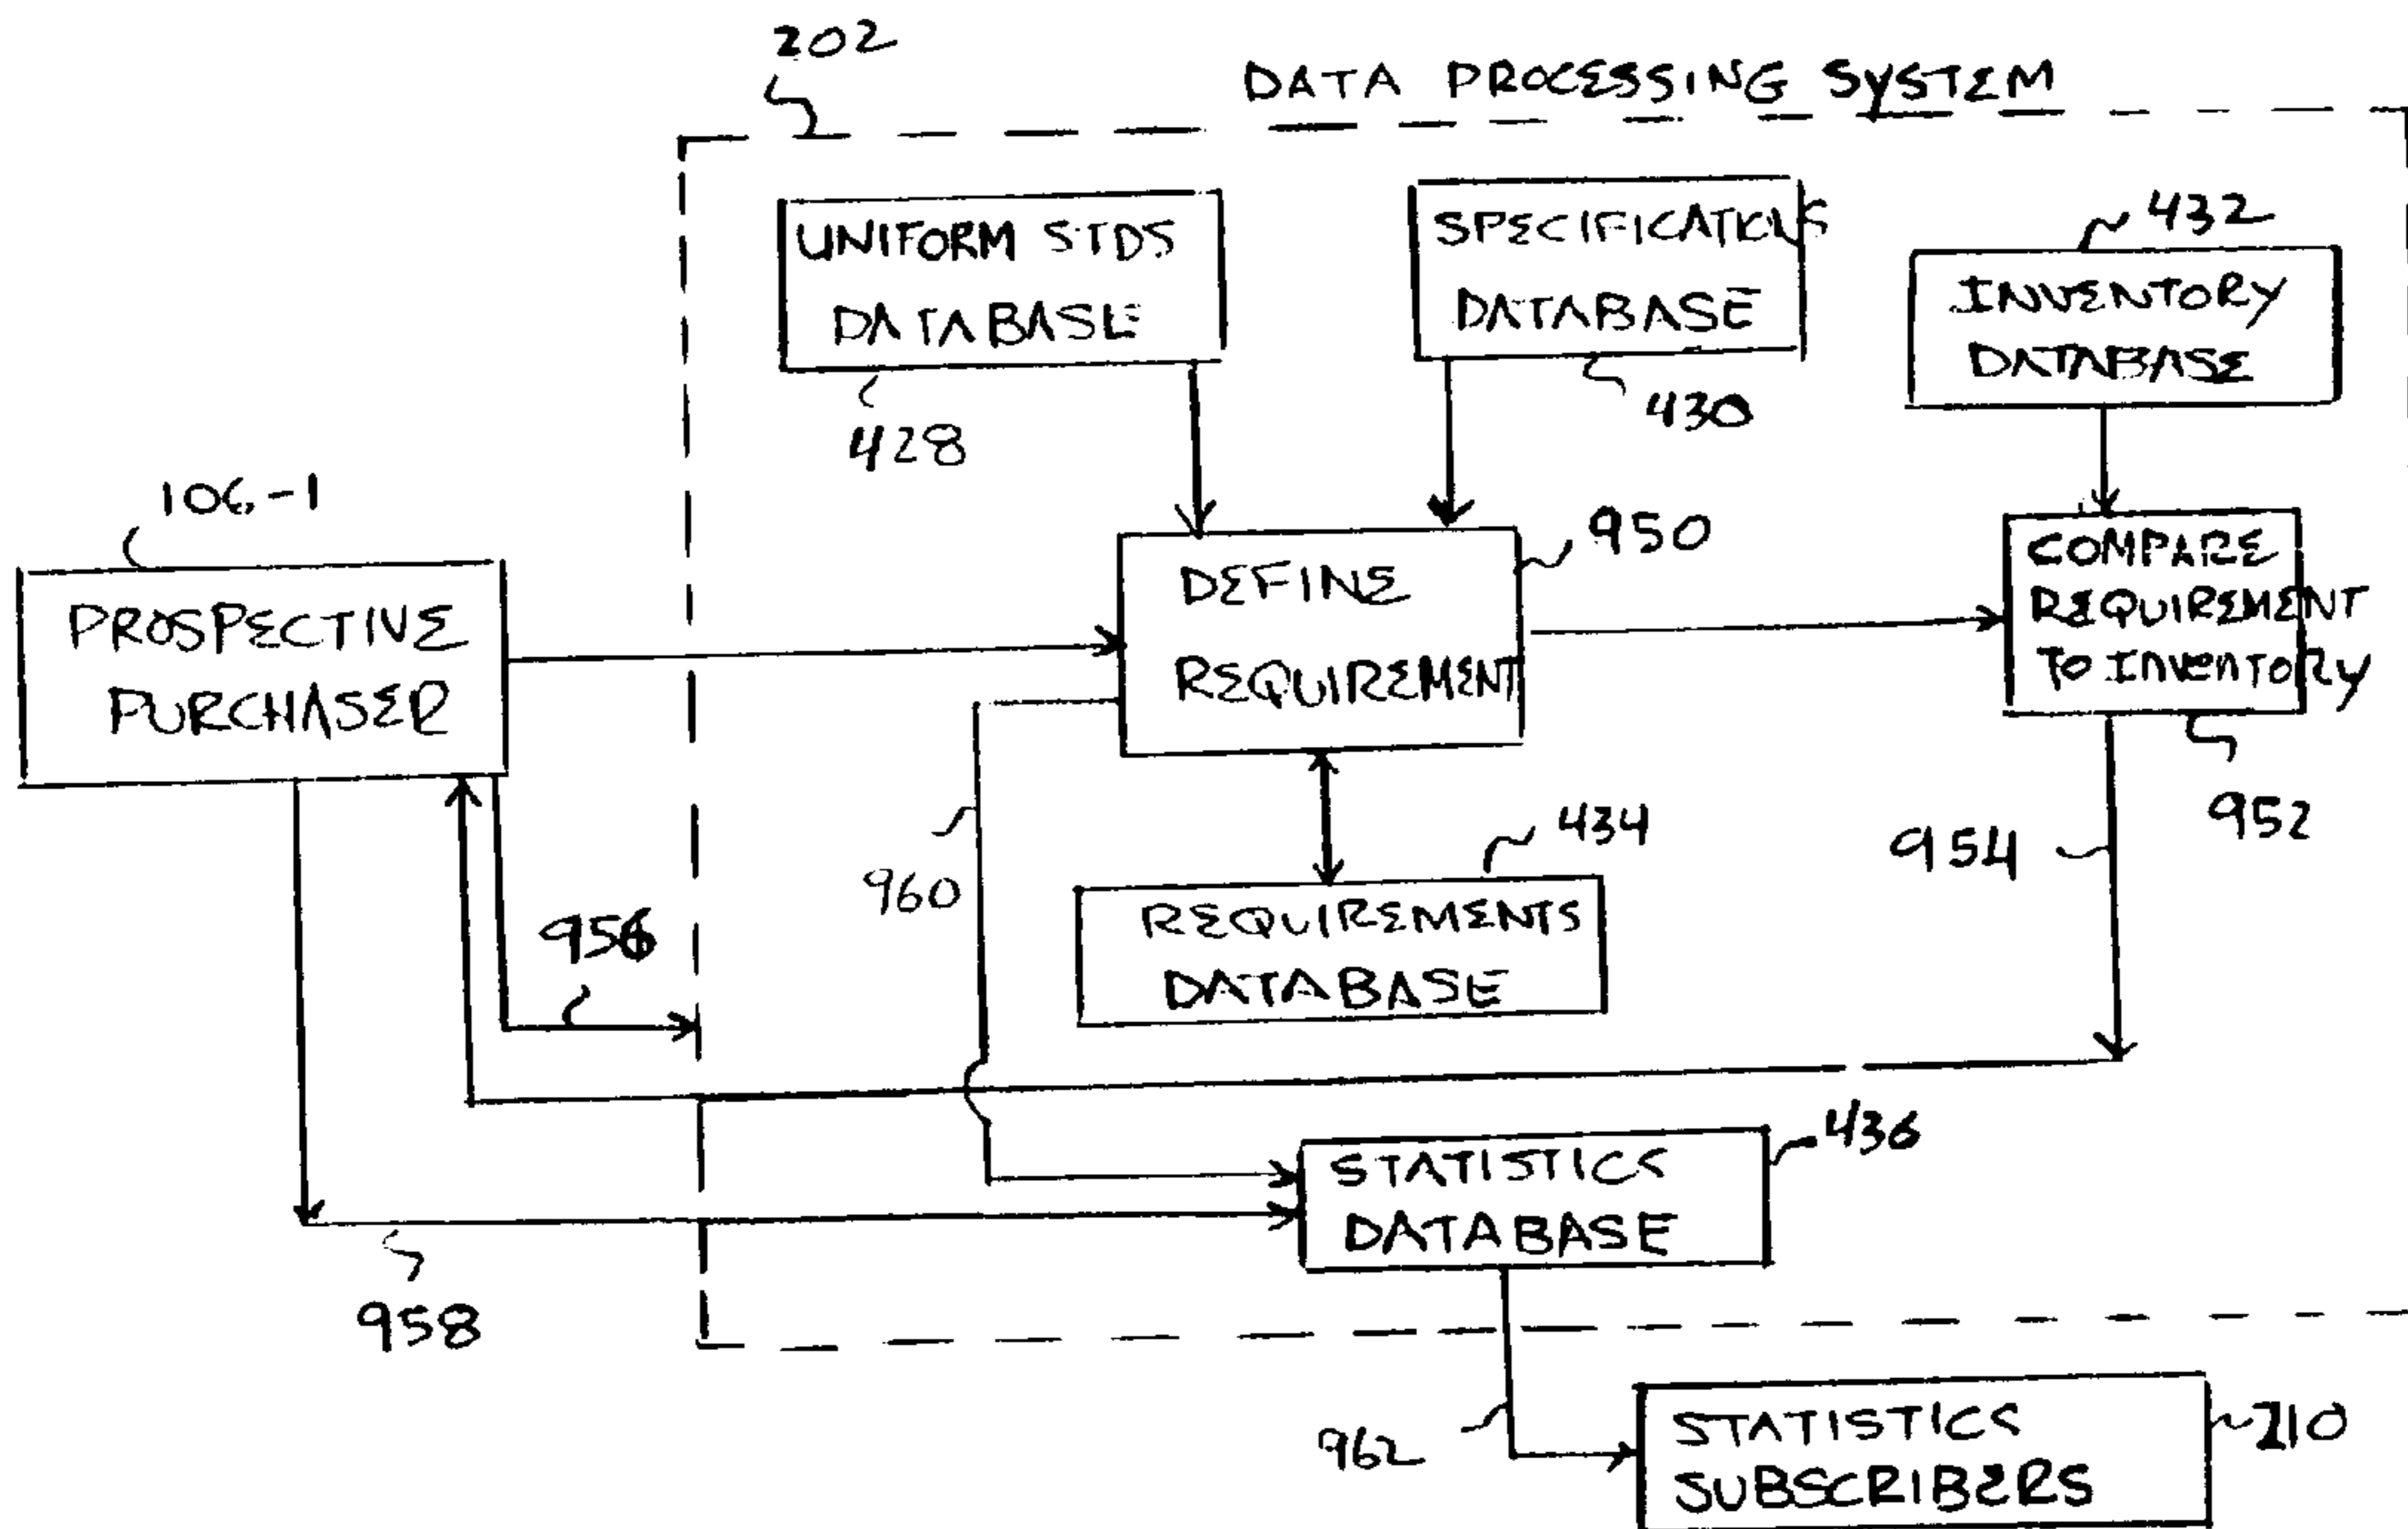 202
DATA PROCESSING SYSTEM
UNIFORM STDS
DATABASE
428
SPECIFICATIONS
DATABASE
430
432
INVENTORY
DATABASE
106-1
PROSPECTIVE
PURCHASER
950
DEFINE
REQUIREMENT
COMPARE
REQUIREMENT
TO INVENTORY
952
954
960
434
REQUIREMENTS
DATABASE
956
436
STATISTICS
DATABASE
958
962
STATISTICS
SUBSCRIBERS
210